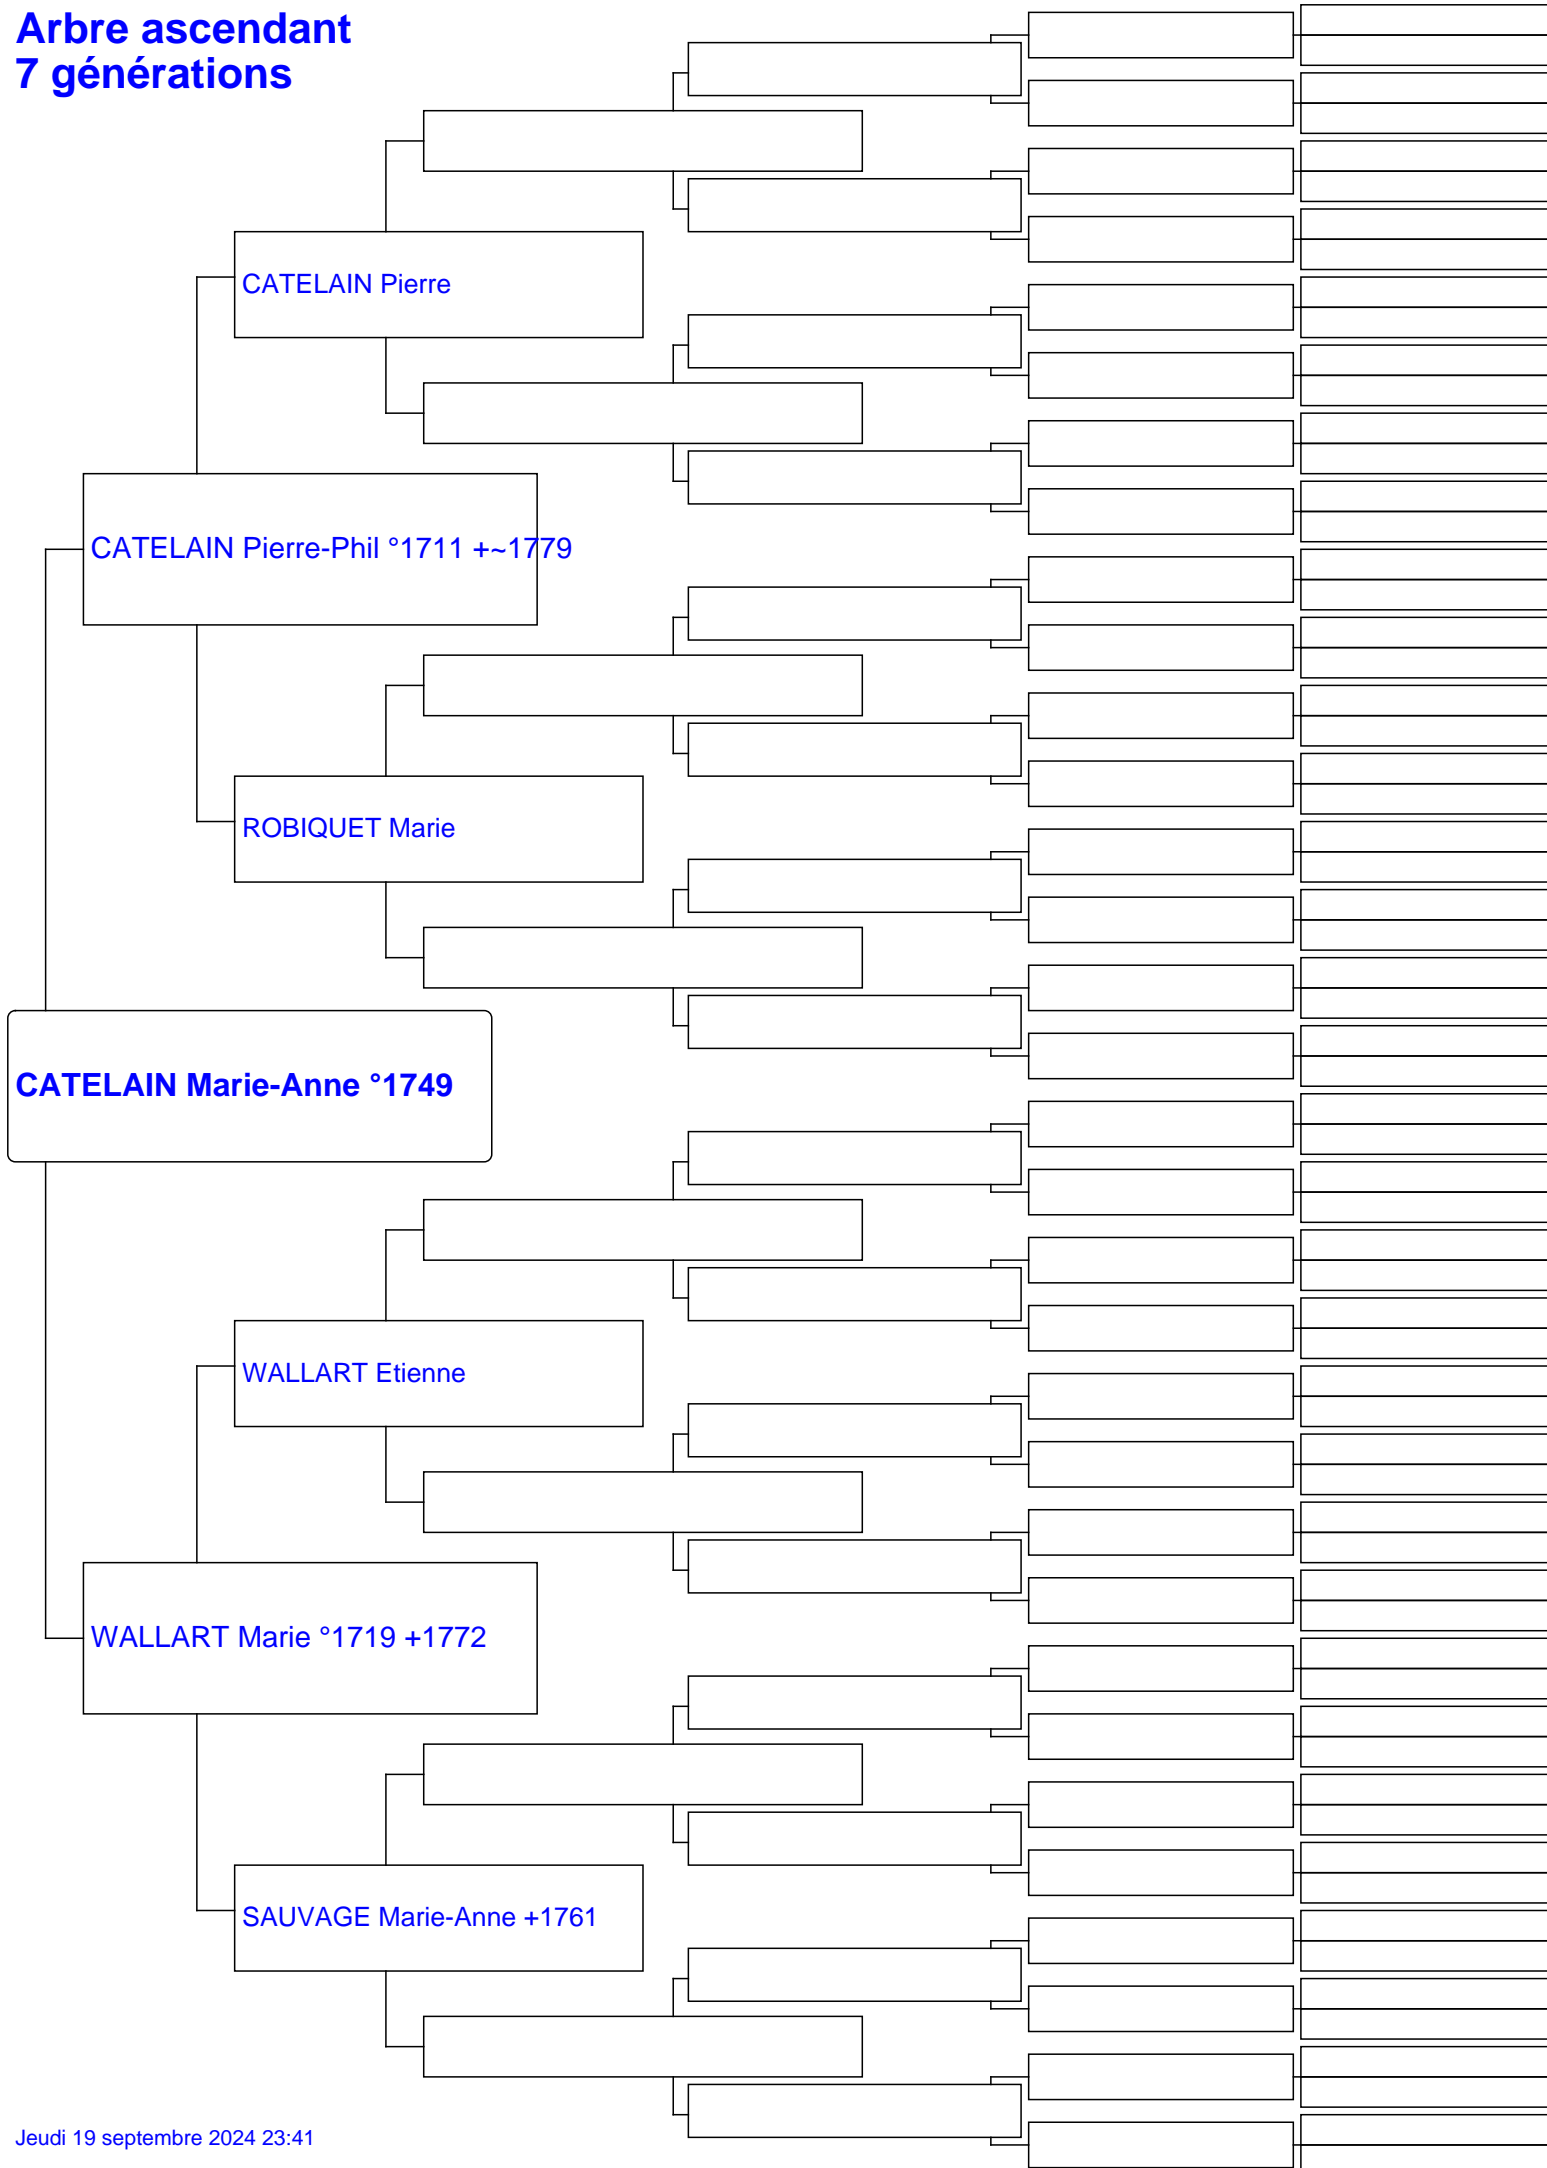 Arbre ascendant
7 générations
CATELAIN Pierre
CATELAIN Pierre-Phil °1711 +~1779
ROBIQUET Marie
CATELAIN Marie-Anne °1749
WALLART Etienne
WALLART Marie °1719 +1772
SAUVAGE Marie-Anne +1761
Jeudi 19 septembre 2024 23:41